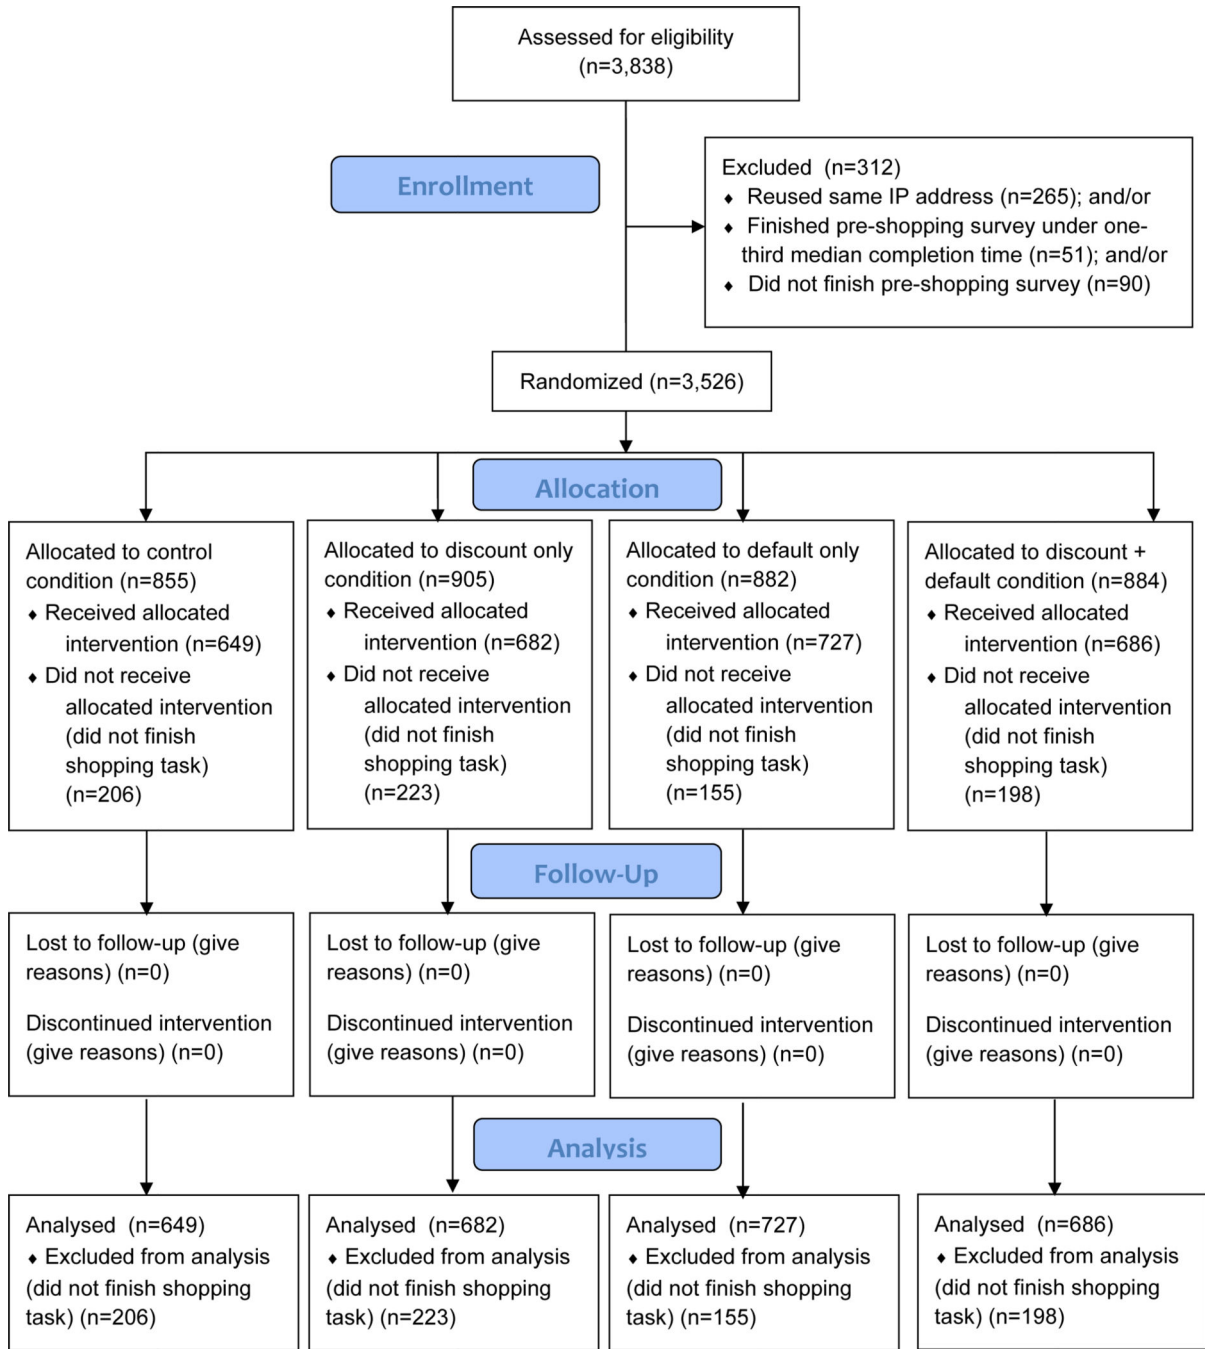 Assessed for eligibility
(n=3,838)
Enrollment
Excluded  (n=312)
♦ Reused same IP address (n=265); and/or
♦ Finished pre-shopping survey under one-
third median completion time (n=51); and/or
♦ Did not finish pre-shopping survey (n=90)
Randomized (n=3,526)
Allocation
Allocated to control
condition (n=855)
♦ Received allocated
intervention (n=649)
♦ Did not receive
allocated intervention
(did not finish
shopping task)
(n=206)
Allocated to discount only
condition (n=905)
♦ Received allocated
intervention (n=682)
♦ Did not receive
allocated intervention
(did not finish
shopping task)
(n=223)
Allocated to default only
condition (n=882)
♦ Received allocated
intervention (n=727)
♦ Did not receive
allocated intervention
(did not finish
shopping task)
(n=155)
Allocated to discount +
default condition (n=884)
♦ Received allocated
intervention (n=686)
♦ Did not receive
allocated intervention
(did not finish
shopping task)
(n=198)
Follow-Up
Lost to follow-up (give
reasons) (n=0)
Discontinued intervention
(give reasons) (n=0)
Lost to follow-up (give
reasons) (n=0)
Discontinued intervention
(give reasons) (n=0)
Lost to follow-up (give
reasons) (n=0)
Discontinued intervention
(give reasons) (n=0)
Lost to follow-up (give
reasons) (n=0)
Discontinued intervention
(give reasons) (n=0)
Analysis
Analysed  (n=649)
♦ Excluded from analysis
(did not finish shopping
task) (n=206)
Analysed  (n=682)
♦ Excluded from analysis
(did not finish shopping
task) (n=223)
Analysed  (n=727)
♦ Excluded from analysis
(did not finish shopping
task) (n=155)
Analysed  (n=686)
♦ Excluded from analysis
(did not finish shopping
task) (n=198)